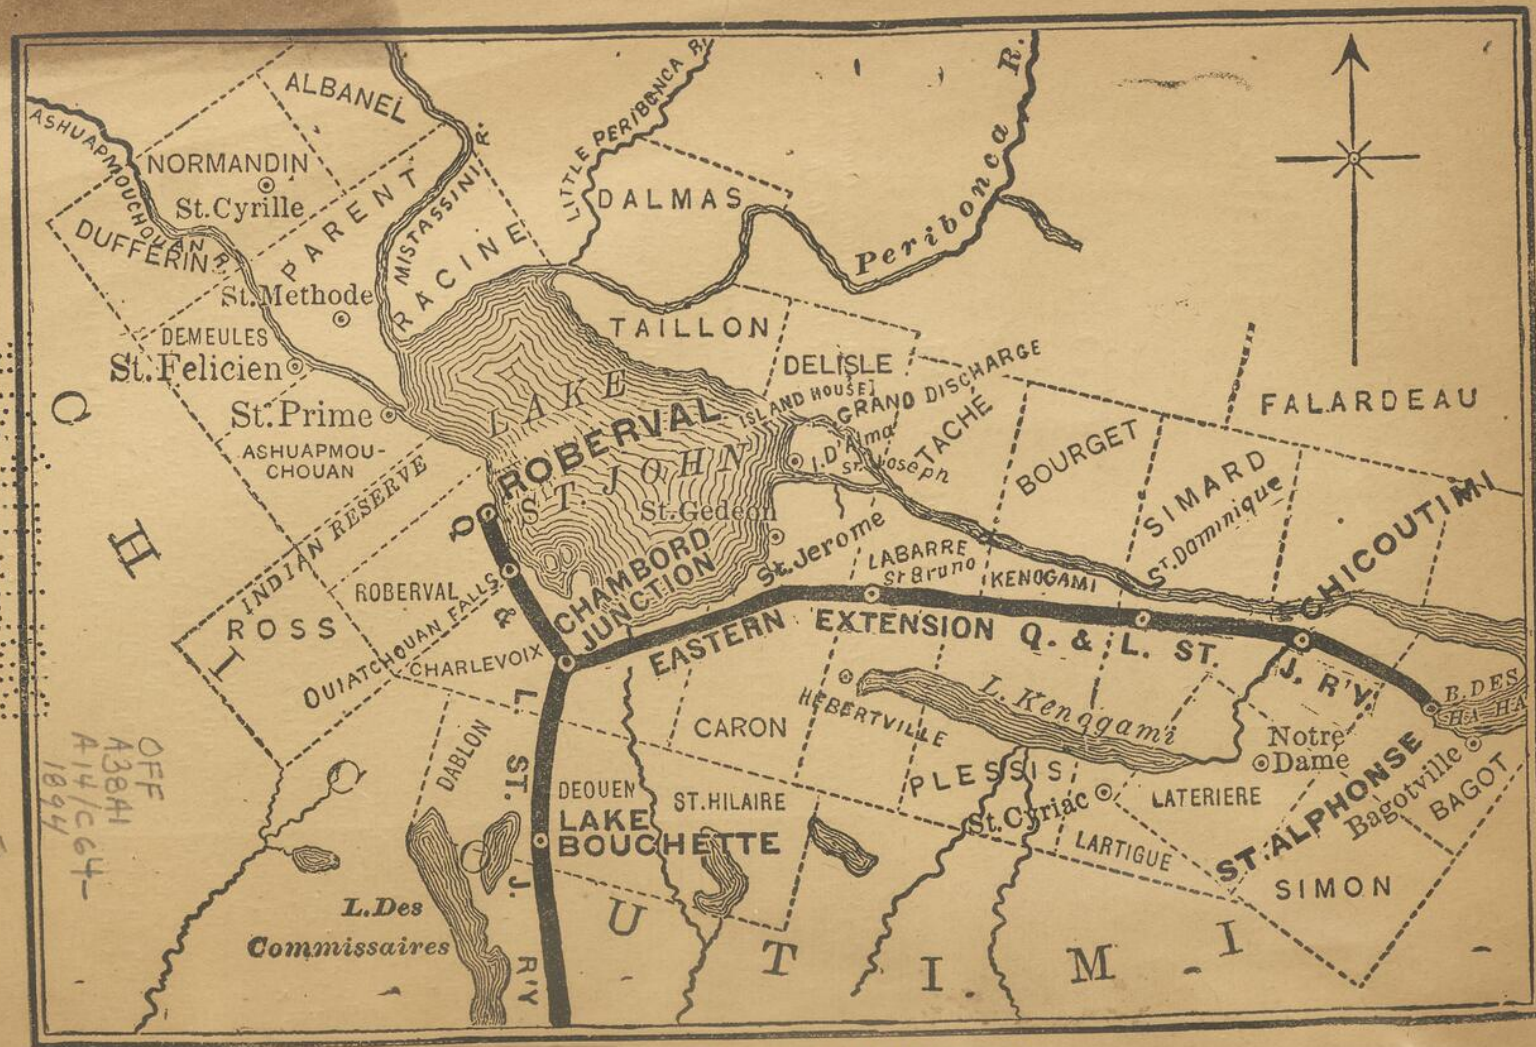 ALBANEL
ASHUAPMOUCHOUAN R.
NORMANDIN
St.Cyrille
DUFFERIN
PARENT
MISTASSINI R.
RACINE
LITTLE PERIBONCA R.
DALMAS
Peribonca R.
St.Methode
DEMEULES
St.Felicien
St.Prime
ASHUAPMOU-
CHOUAN
TAILLON
DELISLE
[ISLAND HOUSE]
GRAND DISCHARGE
TACHÉ
I.D'Alma
ST. Joseph
BOURGET
SIMARD
ST. Dominique
FALARDEAU
CHICOUTIMI
LAKE
ST JOHN
ROBERVAL
St.Gedeon
St.Jerome
LABARRE
St Bruno
KENOGAMI
INDIAN RESERVE
ROBERVAL
ROSS
OUIATCHOUAN FALLS
CHARLEVOIX
CHAMBORD
JUNCTION
EASTERN EXTENSION Q. & L. ST. J. R'Y.
Q & L. ST. J. R'Y
HEBERTVILLE
L. Kenogami
CARON
DABLON
DEQUEN
LAKE
BOUCHETTE
ST.HILAIRE
PLESSIS
St.Cyriac
LARTIGUE
LATERIERE
Notre
Dame
B.DES
HA HA
ST.ALPHONSE
Bagotville
BAGOT
SIMON
L.Des
Commissaires
C H I U T I M I
OFF
A38AH
A14/C64-
1894